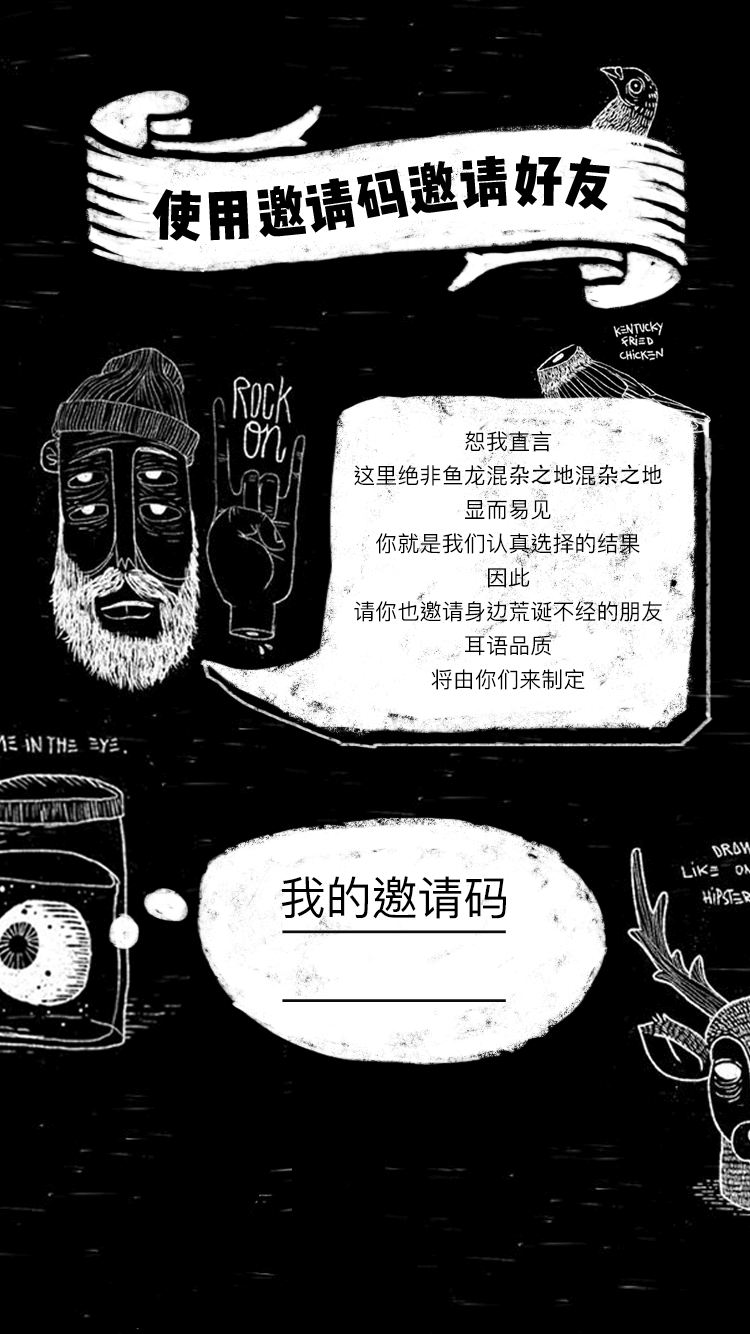 使用邀请码邀请好友
KENTUCKY
FRIED
CHICKEN
ROCK
on
恕我直言
这里绝非鱼龙混杂之地混杂之地
显而易见
你就是我们认真选择的结果
因此
请你也邀请身边荒诞不经的朋友
耳语品质
将由你们来制定
IN THE EYE.
我的邀请码
DRAW
LIKE
HIPSTER